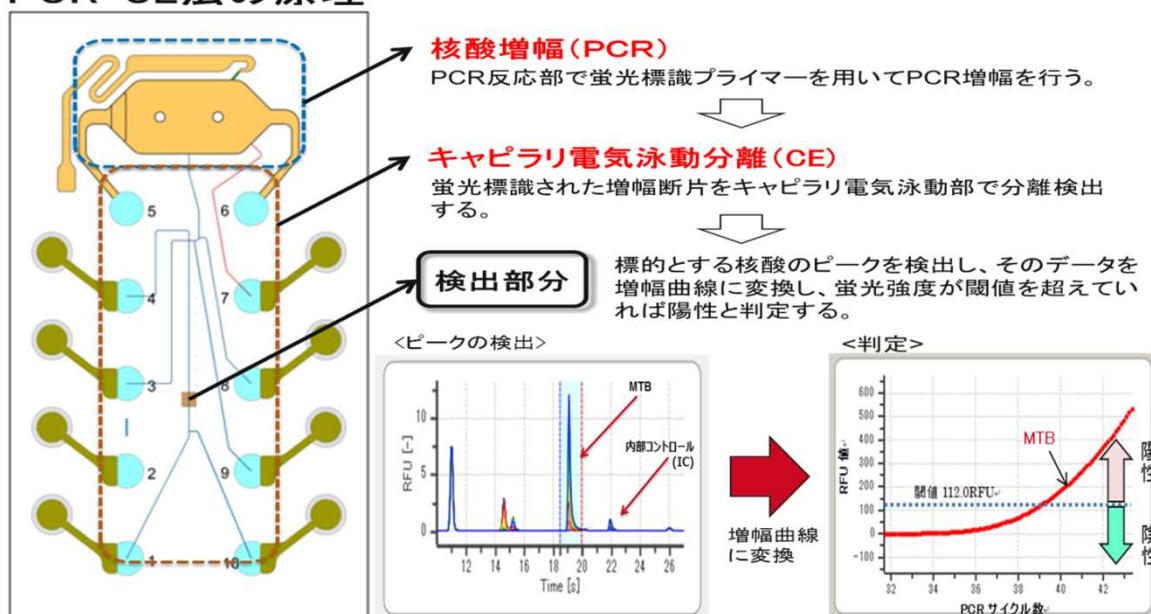 PCR-CE法の原理
核酸増幅(PCR)
PCR反応部で蛍光標識プライマーを用いてPCR増幅を行う。
キャピラリ電気泳動分離(CE)
蛍光標識された増幅断片をキャピラリ電気泳動部で分離検出
する。
検出部分
標的とする核酸のピークを検出し、そのデータを
増幅曲線に変換し、蛍光強度が閾値を超えてい
れば陽性と判定する。
5
6
4
7
3
8
2
9
1
10
<ピークの検出>
RFU [-]
10
5
0
MTB
内部コントロール
(IC)
12
14
16
18
20
22
24
26
Time [s]
増幅曲線
に変換
<判定>
RFU 値
600
500
400
300
200
100
0
-100
MTB
閾値 112.0RFU
陽
性
陰
性
32
34
36
38
40
42
PCR サイクル数